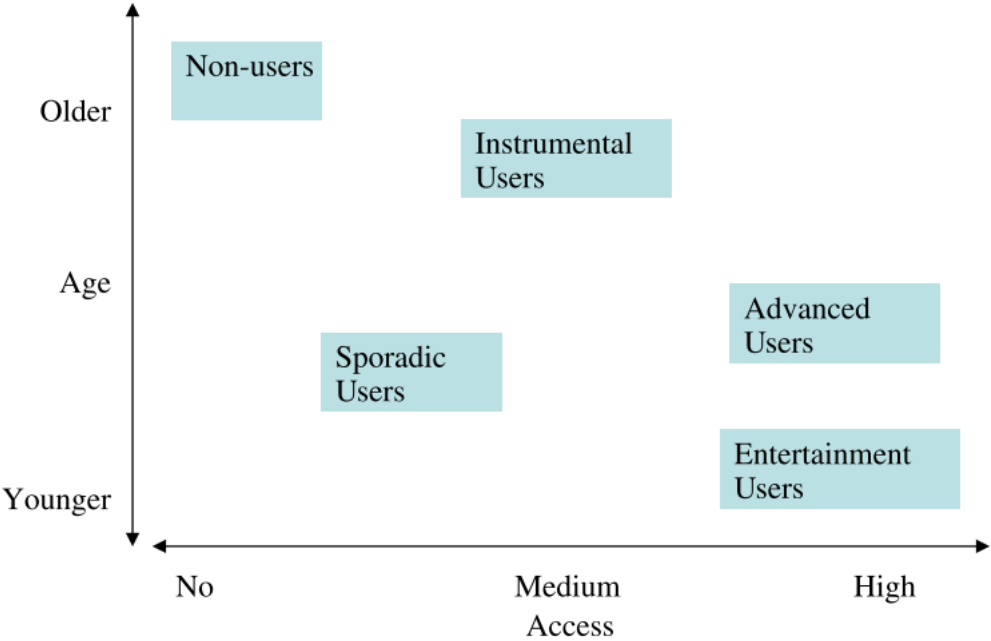 Non-users
Older
Instrumental
Users
Age
Advanced
Users
Sporadic
Users
Entertainment
Users
Younger
No
Medium
High
Access